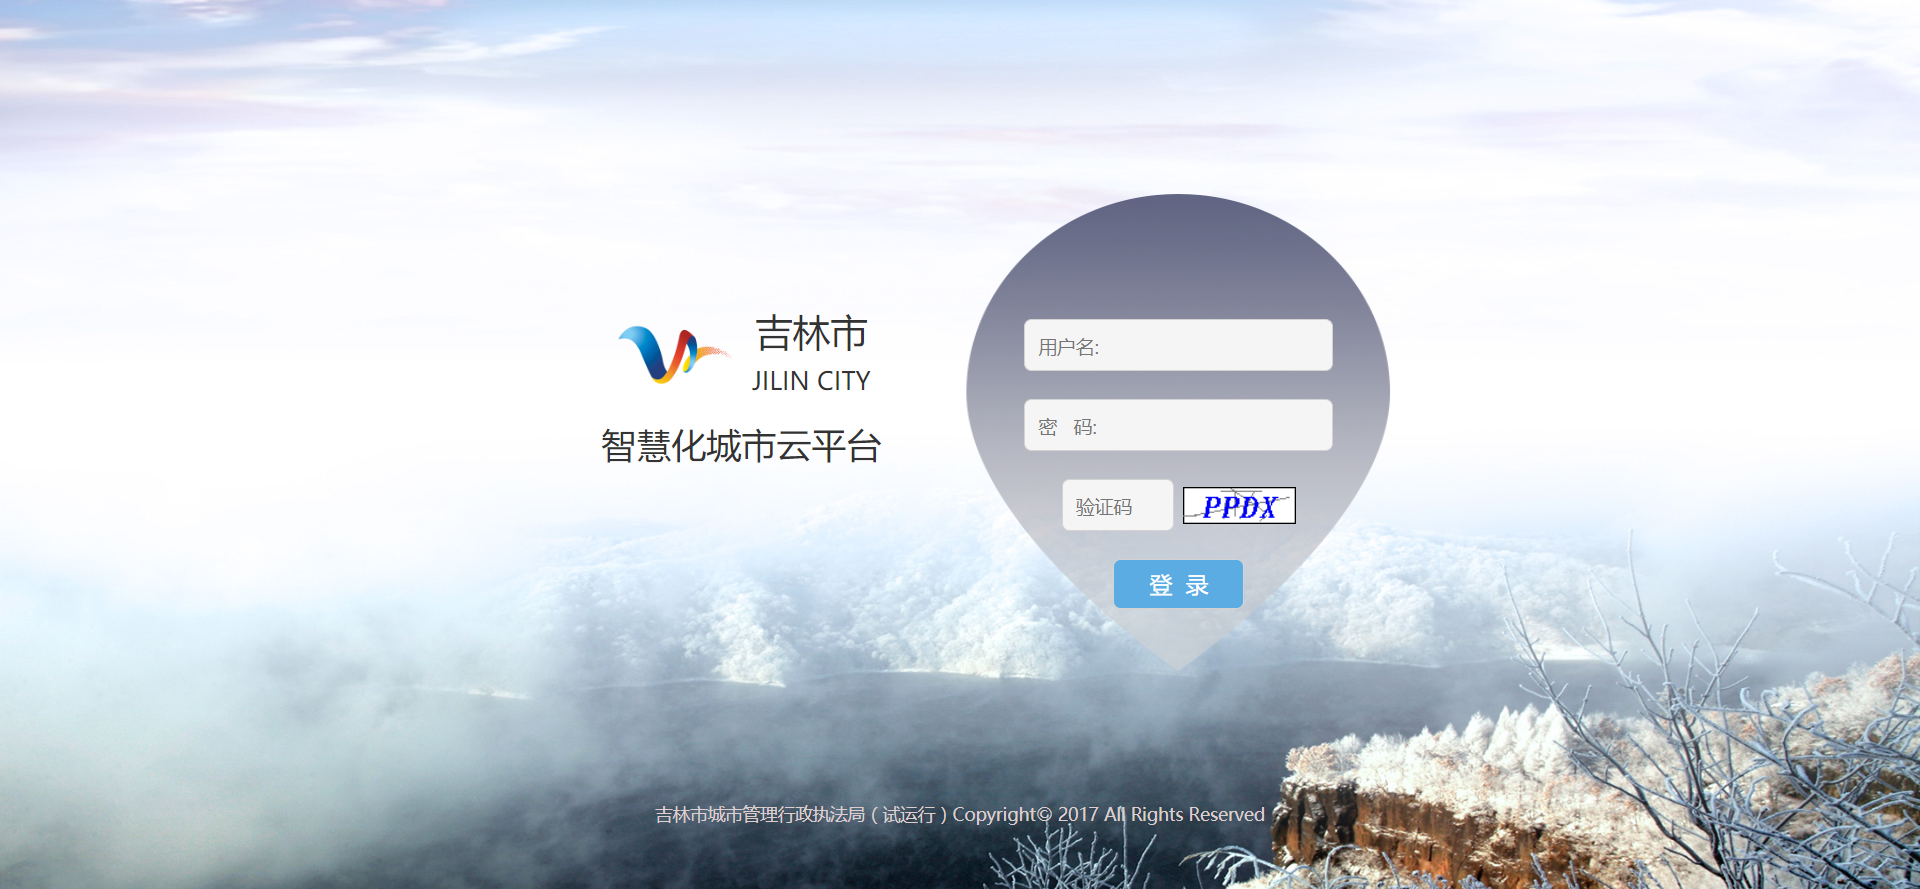 吉林市
JILIN CITY
智慧化城市云平台
用户名:
密 码:
验证码
PPDX
登 录
吉林市城市管理行政执法局（试运行）Copyright© 2017 All Rights Reserved